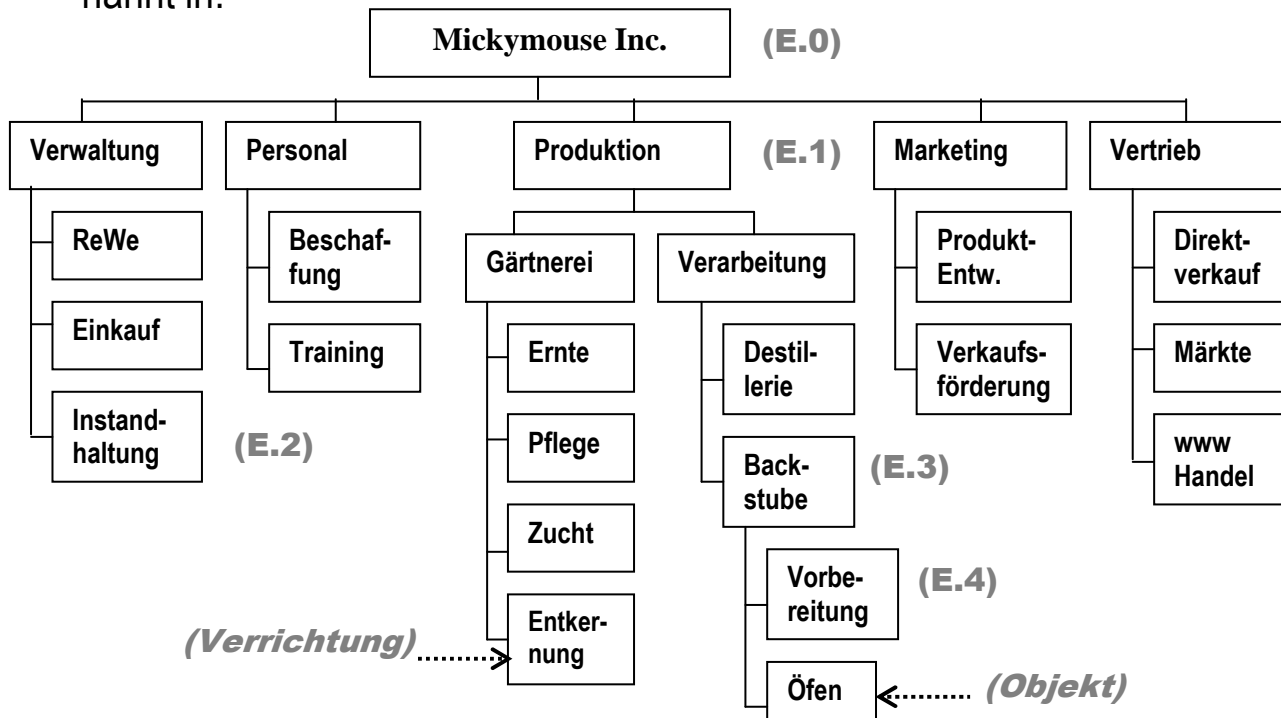 nannt in:
Mickymouse Inc. (E.0)
Verwaltung
Personal
Produktion
(E.1)
Marketing
Vertrieb
ReWe
Einkauf
Instand-
haltung
(E.2)
Beschaf-
fung
Training
Gärtnerei
Ernte
Pflege
Zucht
Entker-
nung
(Verrichtung)
Verarbeitung
Destil-
lerie
Back-
stube
(E.3)
Vorbe-
reitung
(E.4)
Öfen
(Objekt)
Produkt-
Entw.
Verkaufs-
förderung
Direkt-
verkauf
Märkte
www
Handel